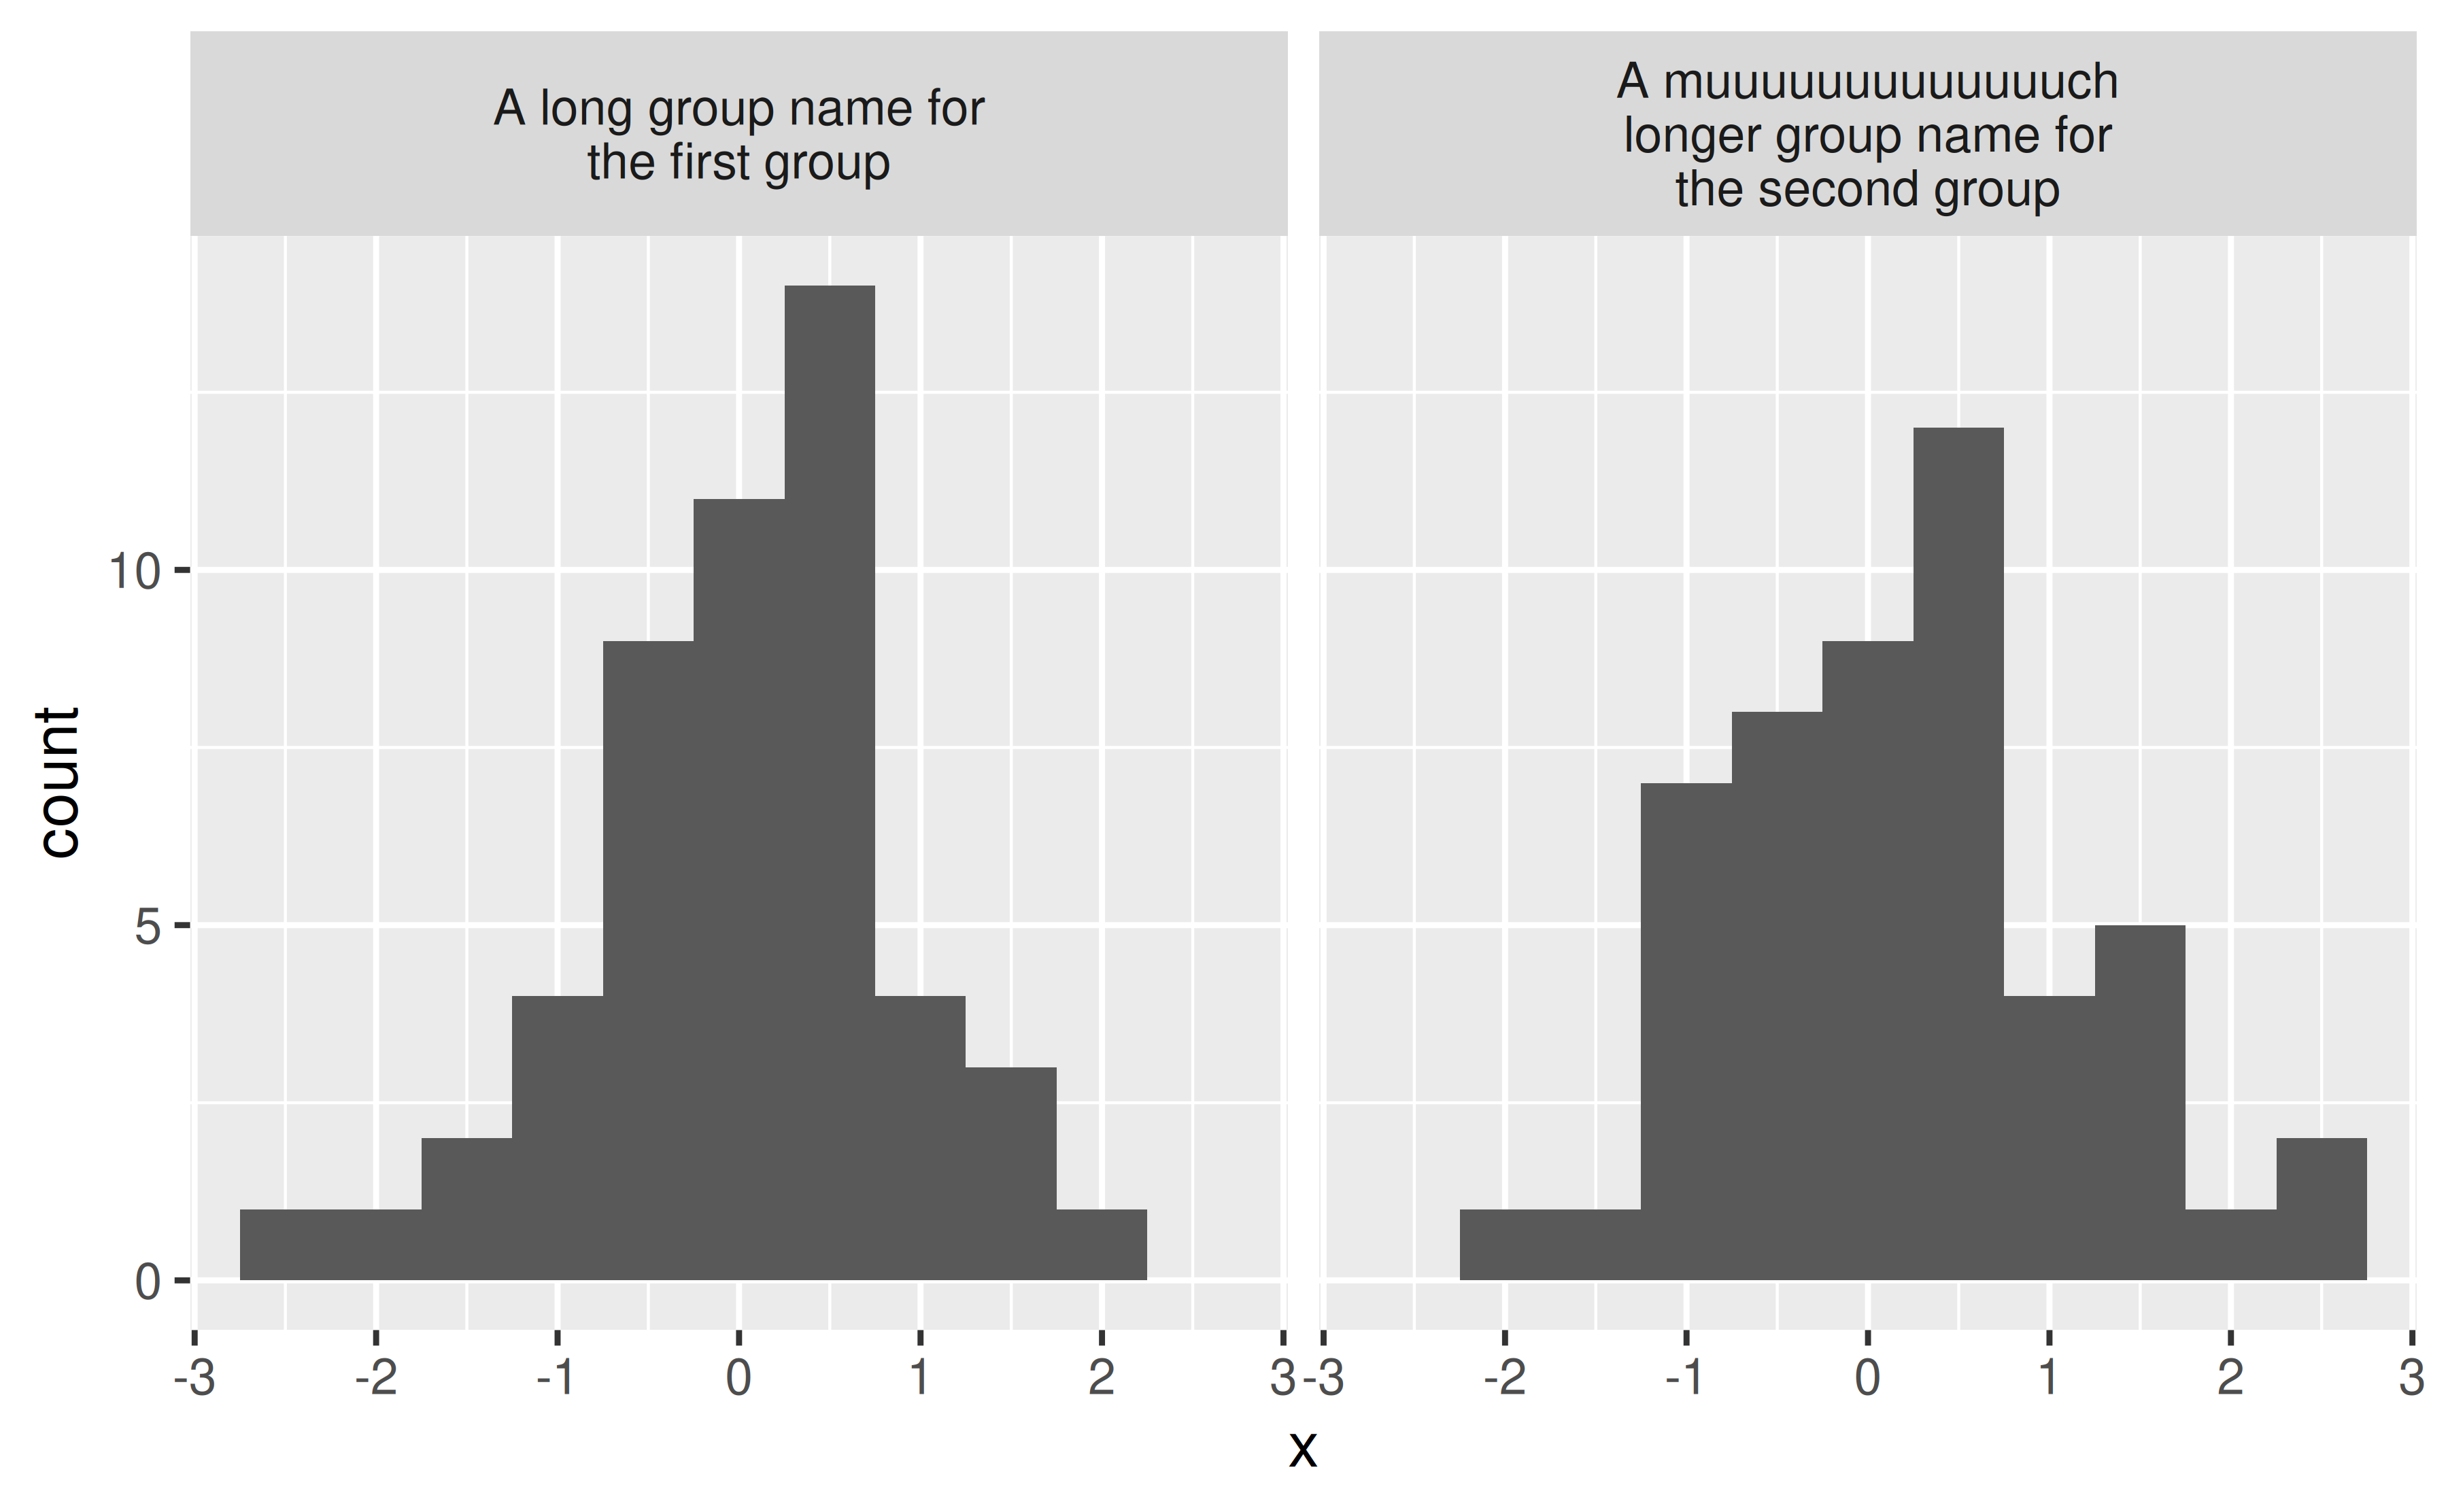 A long group name for
the first group
A muuuuuuuuuuuuuch
longer group name for
the second group
count
10
5
0
-3 -2 -1 0 1 2 3 -3 -2 -1 0 1 2 3
x